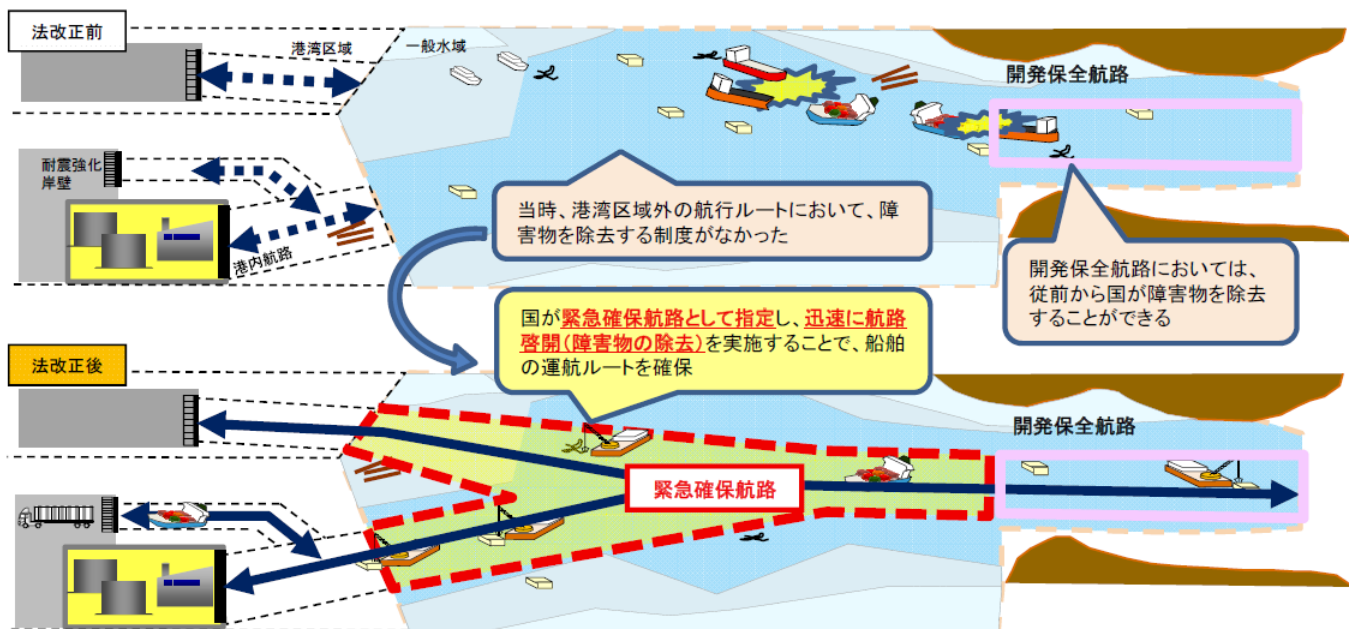 法改正前
港湾区域
一般水域
開発保全航路
耐震強化
岸壁
港内航路
当時、港湾区域外の航行ルートにおいて、障
害物を除去する制度がなかった
開発保全航路においては、
従前から国が障害物を除去
することができる
国が緊急確保航路として指定し、迅速に航路
啓開(障害物の除去)を実施することで、船舶
の運航ルートを確保
法改正後
開発保全航路
緊急確保航路